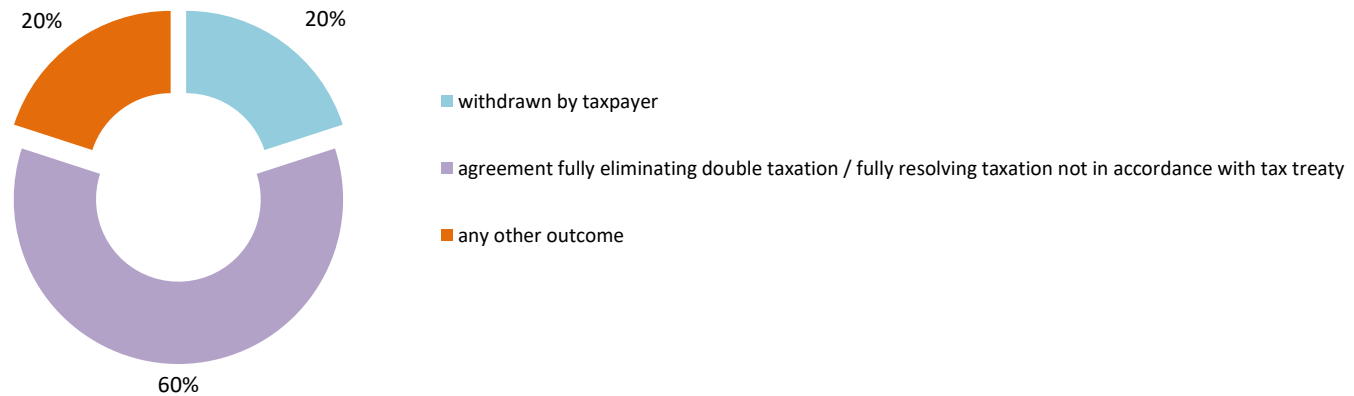 20%
20%
withdrawn by taxpayer
agreement fully eliminating double taxation / fully resolving taxation not in accordance with tax treaty
any other outcome
60%